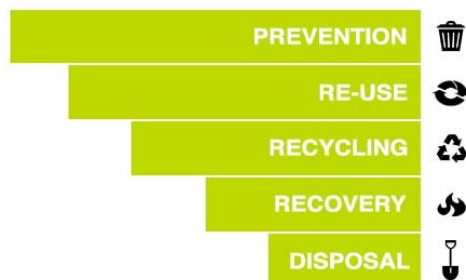 PREVENTION
RE-USE
RECYCLING
RECOVERY
DISPOSAL